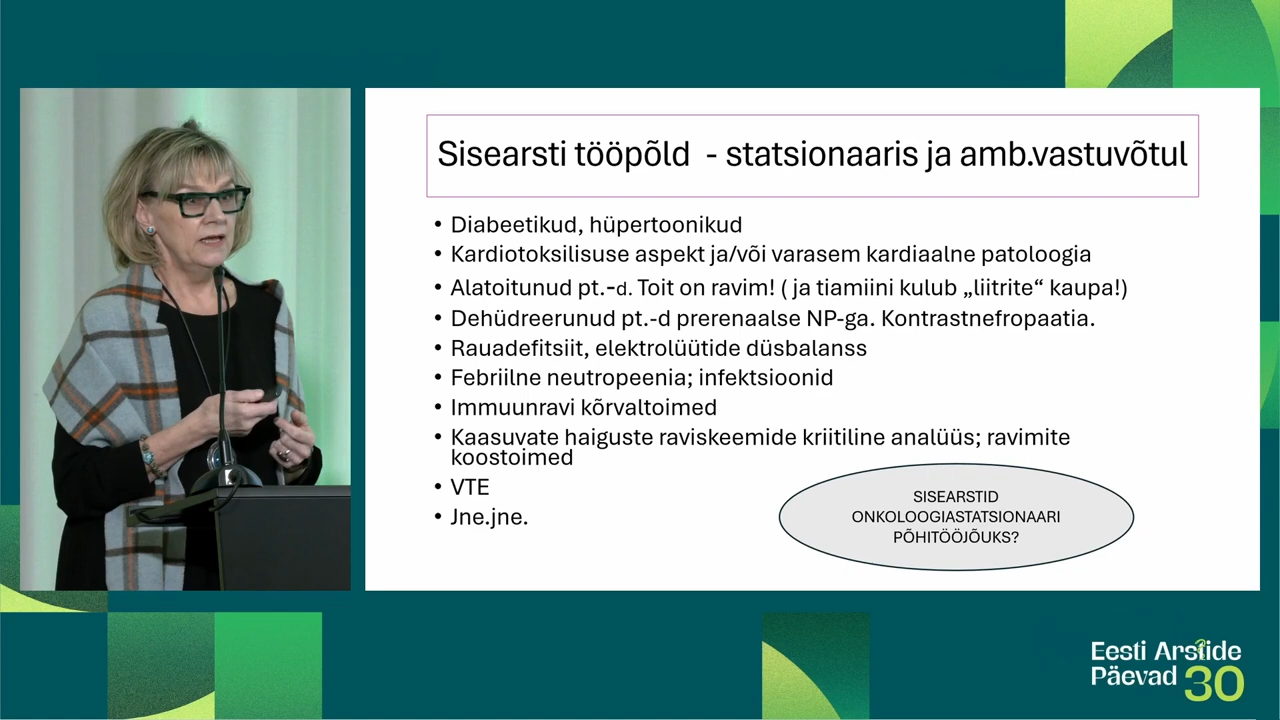 Sisearsti tööpõld - statsionaaris ja amb.vastuvõtul
• Diabeetikud, hüpertoonikud
• Kardiotoksilisuse aspekt ja/või varasem kardiaalne patoloogia
• Alatoitunud pt.-d. Toit on ravim! ( ja tiamiini kulub „liitrite“ kaupa!)
• Dehüdreerunud pt.-d prerenaalse NP-ga. Kontrastnefropaatia.
• Rauadefitsiit, elektrolüütide düsbalanss
• Febriilne neutropeenia; infektsioonid
• Immuunravi kõrvaltoimed
• Kaasuvate haiguste raviskeemide kriitiline analüüs; ravimite
koostoimed
• VTE
• Jne.jne.
SISEARSTID
ONKOLOOGIASTATSIONAARI
PÕHITÖÖJÕUKS?
Eesti Arstide
Päevad 30